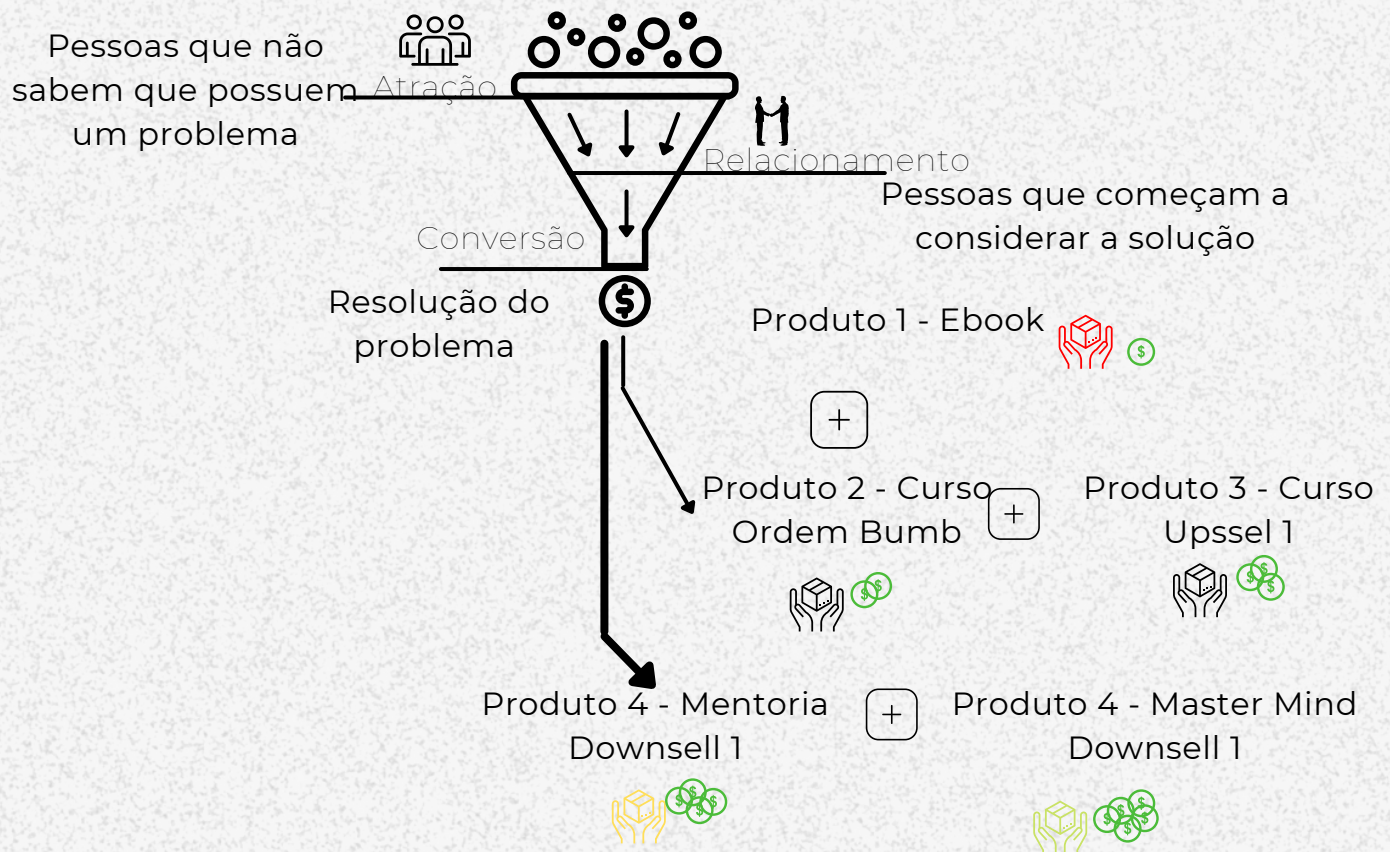 Pessoas que não
sabem que possuem
um problema
Atração
Relacionamento
Pessoas que começam a
considerar a solução
Conversão
Resolução do
problema
$
Produto 1 - Ebook
$
+
Produto 2 - Curso
Ordem Bumb
$$
+
Produto 3 - Curso
Upssel 1
$$$
Produto 4 - Mentoria
Downsell 1
$$$$
+
Produto 4 - Master Mind
Downsell 1
$$$$$